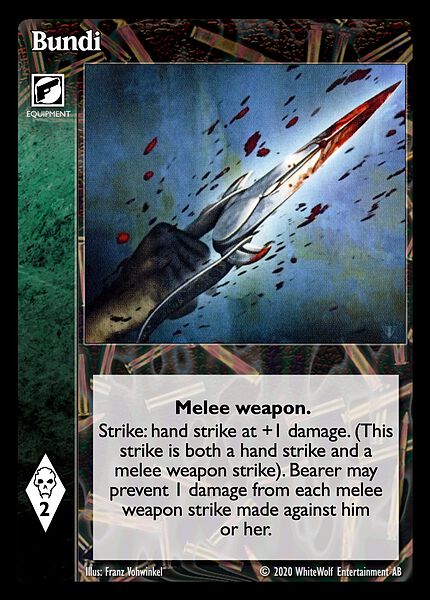 Bundi
EQUIPMENT
Melee weapon.
Strike: hand strike at +1 damage. (This
strike is both a hand strike and a
melee weapon strike). Bearer may
prevent 1 damage from each melee
weapon strike made against him
or her.
2
Illus: Franz Vohwinkel
© 2020 WhiteWolf Entertainment AB